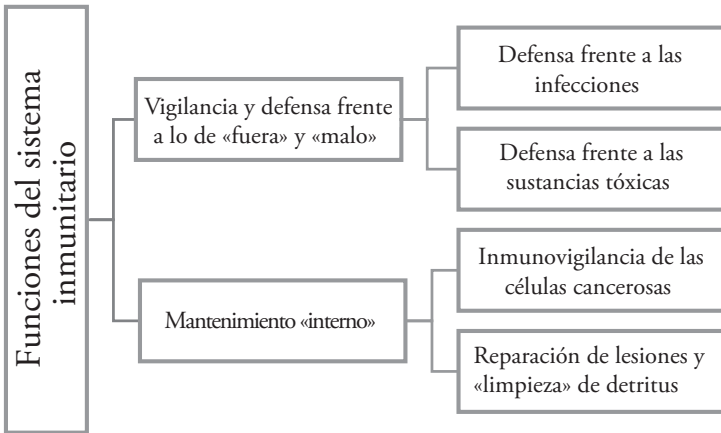 Funciones del sistema
inmunitario
Vigilancia y defensa frente
a lo de «fuera» y «malo»
Defensa frente a las
infecciones
Defensa frente a las
sustancias tóxicas
Mantenimiento «interno»
Inmunovigilancia de las
células cancerosas
Reparación de lesiones y
«limpieza» de detritus